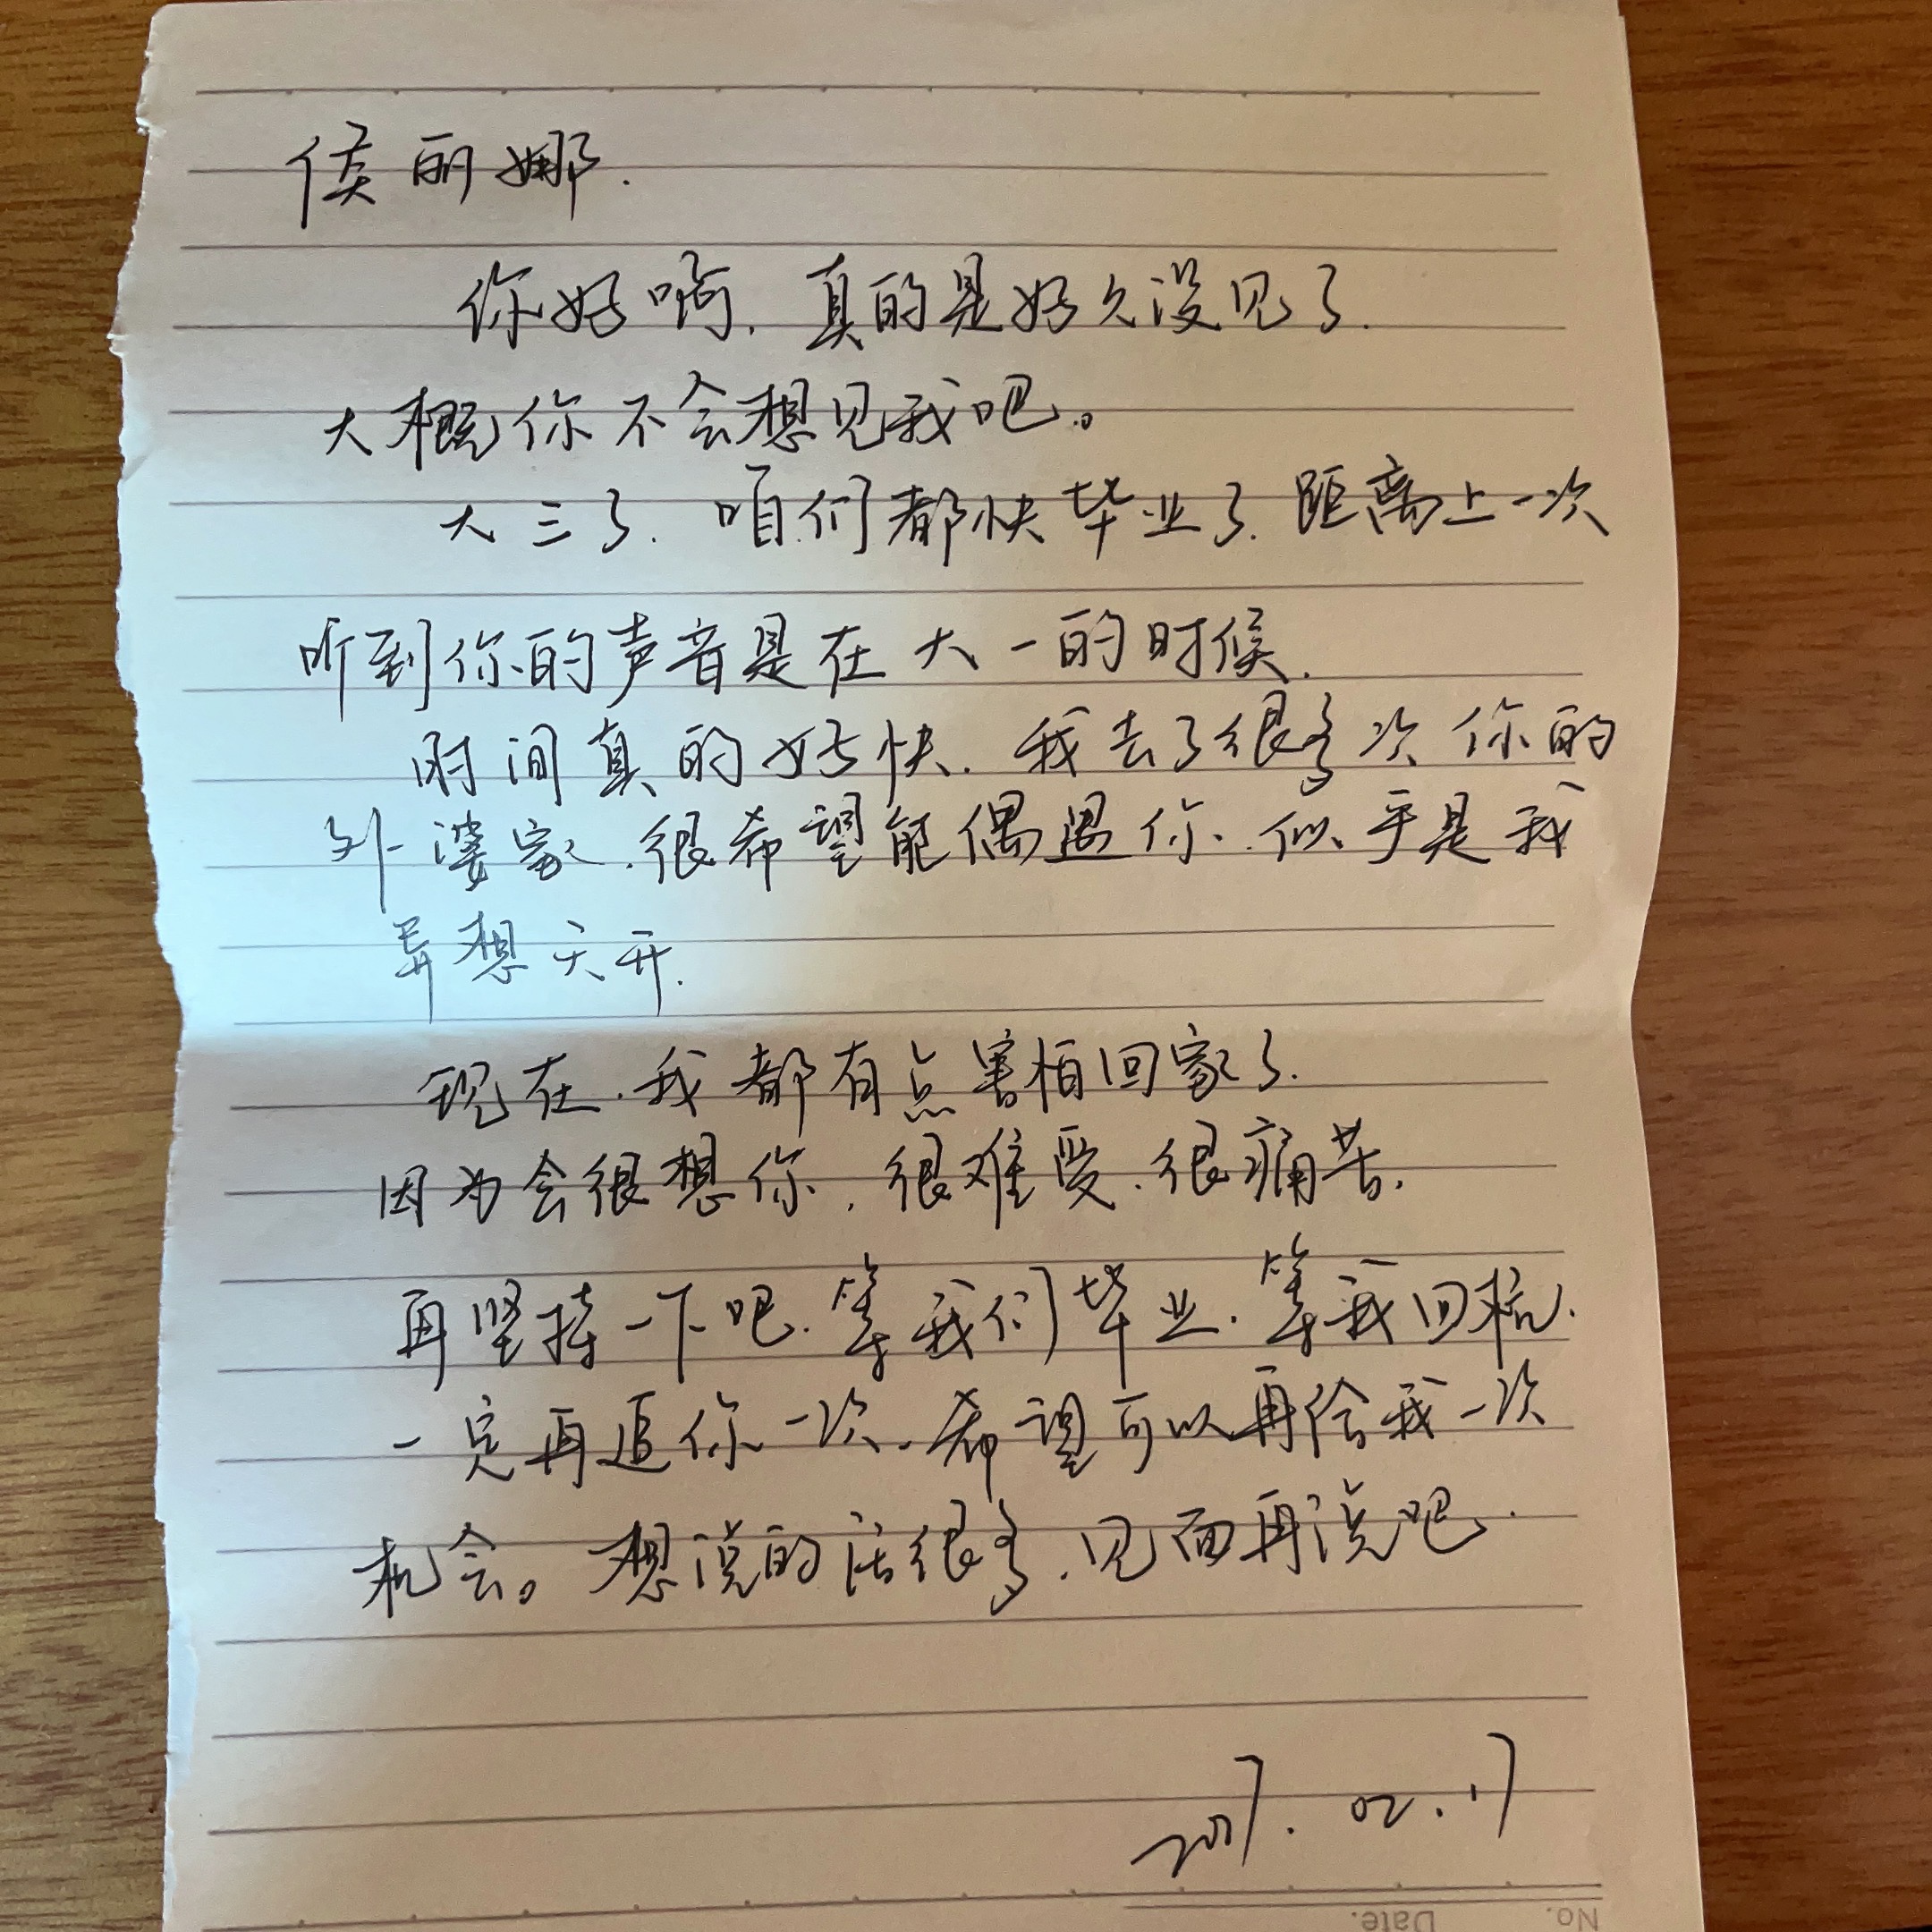 侯丽娜.
你好啊.真的是好久没见了.
大概你不会想见我吧。
大三了.咱们都快毕业了.距离上一次
听到你的声音是在大一的时候.
时间真的好快.我去了很多次你的
外婆家.很希望能偶遇你.似乎是我
异想天开.
现在.我都有点害怕回家了.
因为会很想你,很难受.很痛苦.
再坚持一下吧.等我们毕业.等我回杭.
一定再追你一次.希望可以再给我一次
机会。想说的话很多.见面再说吧.
2017.02.17
No.
Date.